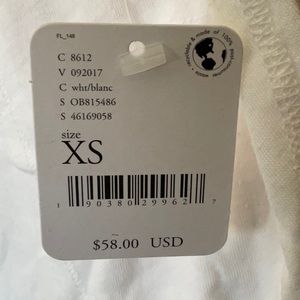 FL_148
C 8612
V 092017
C wht/blanc
S OB815486
S 46169058
size
XS
1 90380 29962 7
$58.00 USD